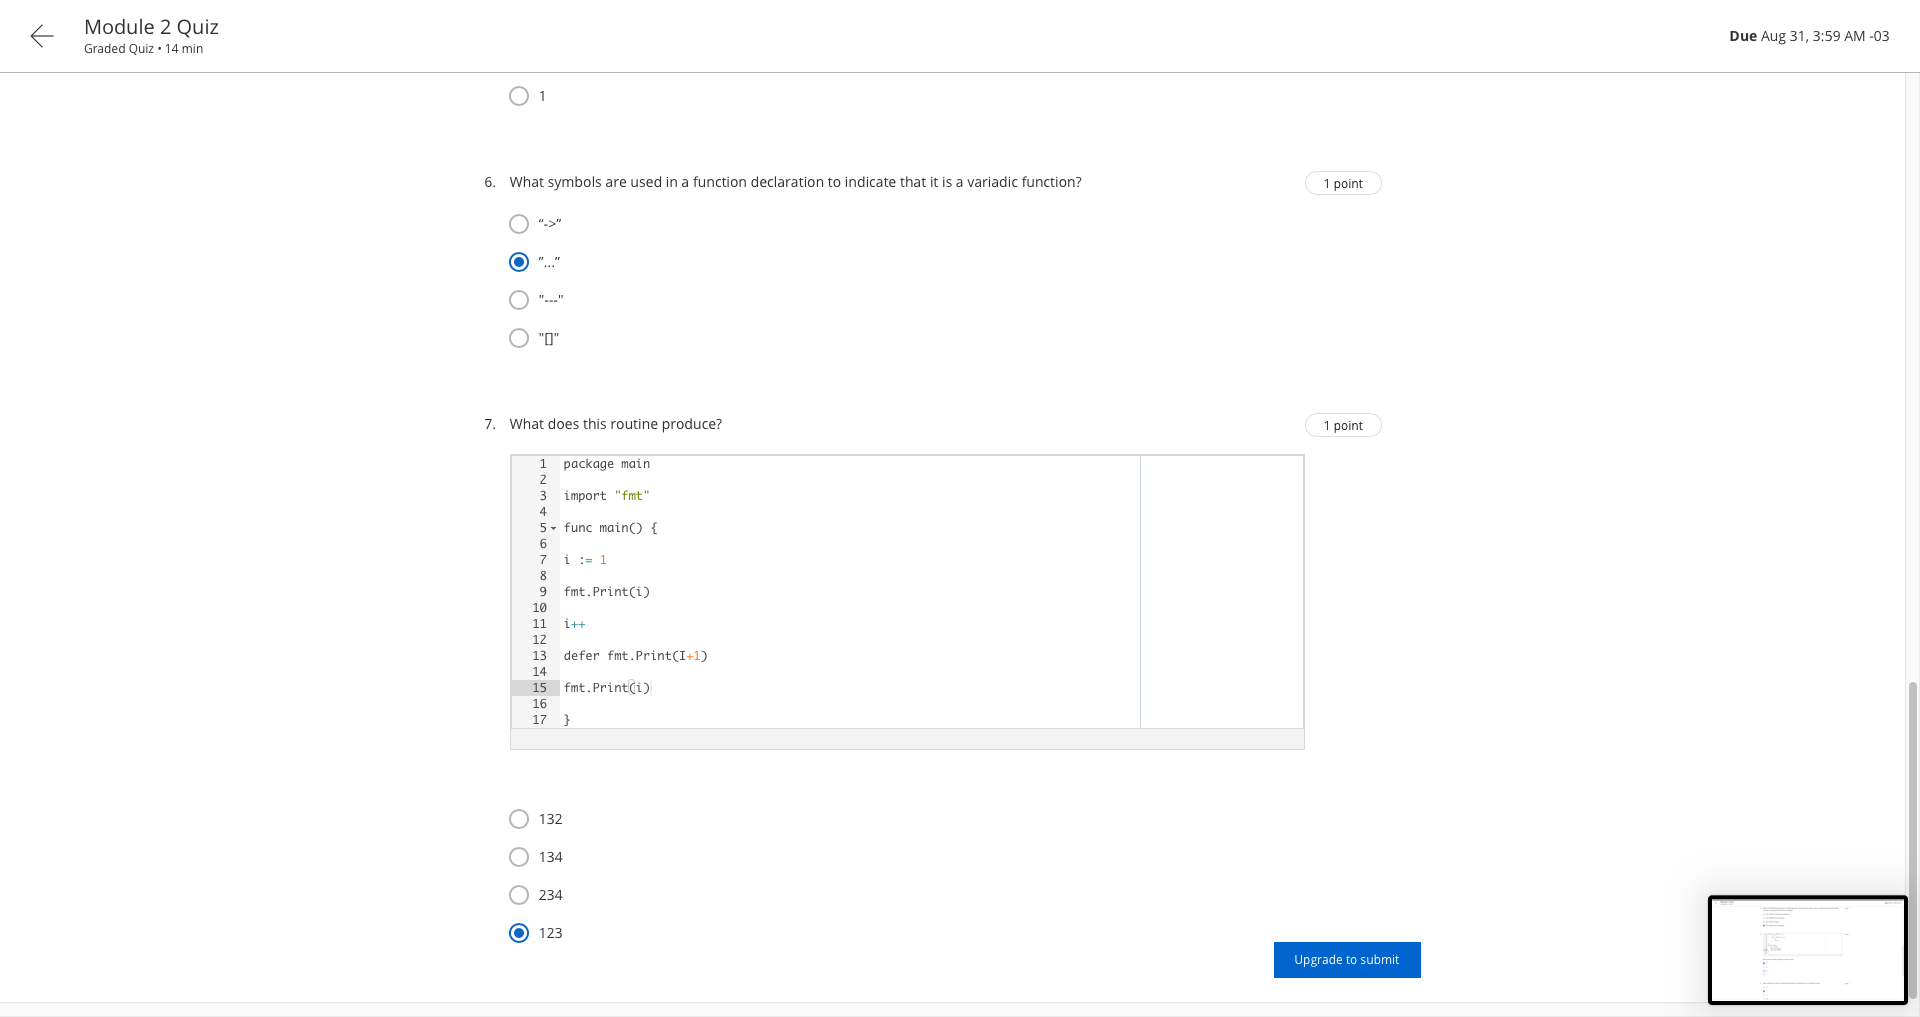 Module 2 Quiz
Graded Quiz • 14 min
Due Aug 31, 3:59 AM -03
1
6. What symbols are used in a function declaration to indicate that it is a variadic function?
1 point
“->”
”...”
"---"
"[]"
7. What does this routine produce?
1 point
1 package main
2
3 import "fmt"
4
5 func main() {
6
7 i := 1
8
9 fmt.Print(i)
10
11 i++
12
13 defer fmt.Print(I+1)
14
15 fmt.Print(i)
16
17 }
132
134
234
123
Upgrade to submit